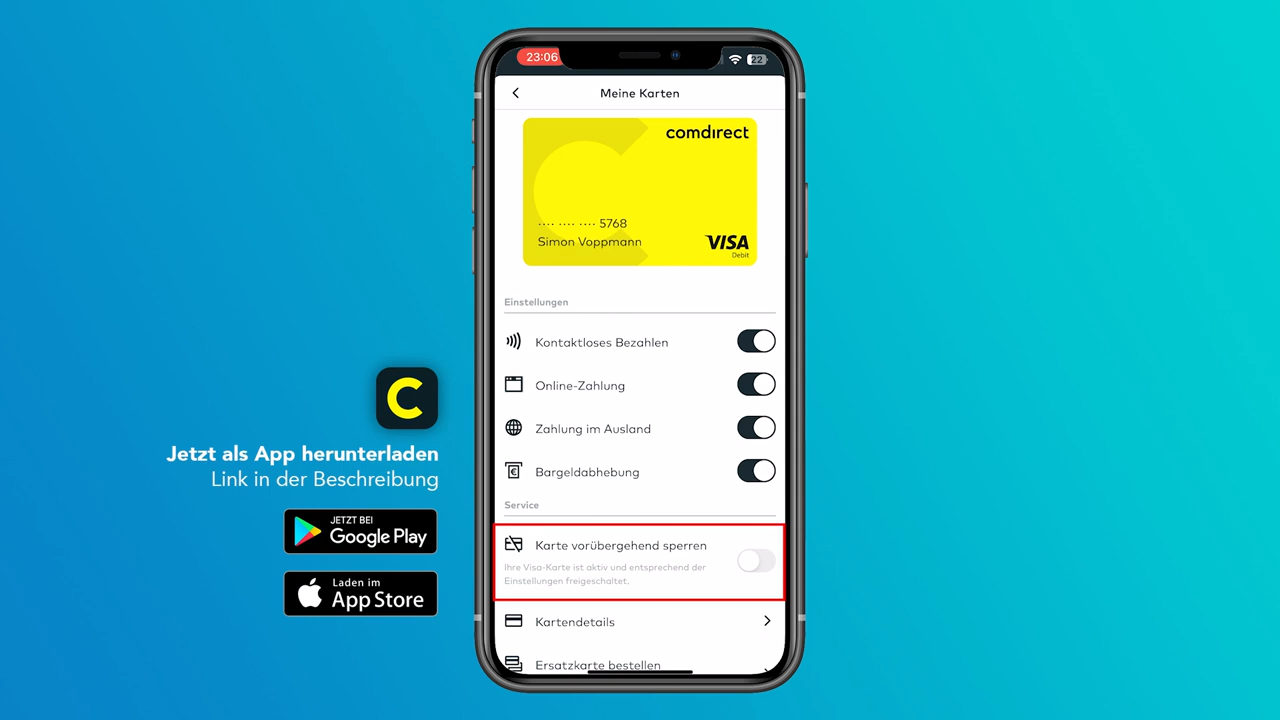 23:06
22
Meine Karten
comdirect
.... .... .... 5768
Simon Voppmann
VISA
Debit
Einstellungen
Kontaktloses Bezahlen
Online-Zahlung
Zahlung im Ausland
Bargeldabhebung
Service
Karte vorübergehend sperren
Ihre Visa-Karte ist aktiv und entsprechend der
Einstellungen freigeschaltet.
Kartendetails
Ersatzkarte bestellen
C
Jetzt als App herunterladen
Link in der Beschreibung
JETZT BEI
Google Play
Laden im
App Store